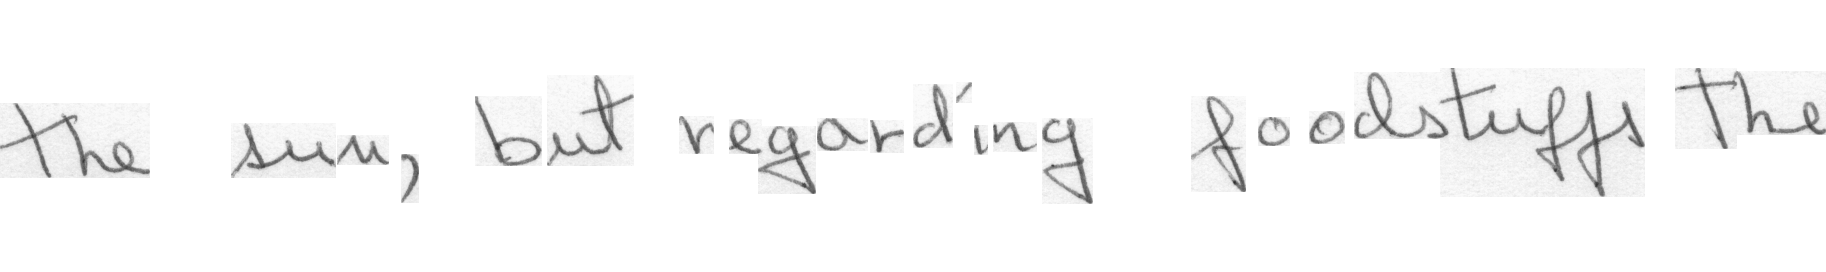 the sun, but regarding foodstuffs the